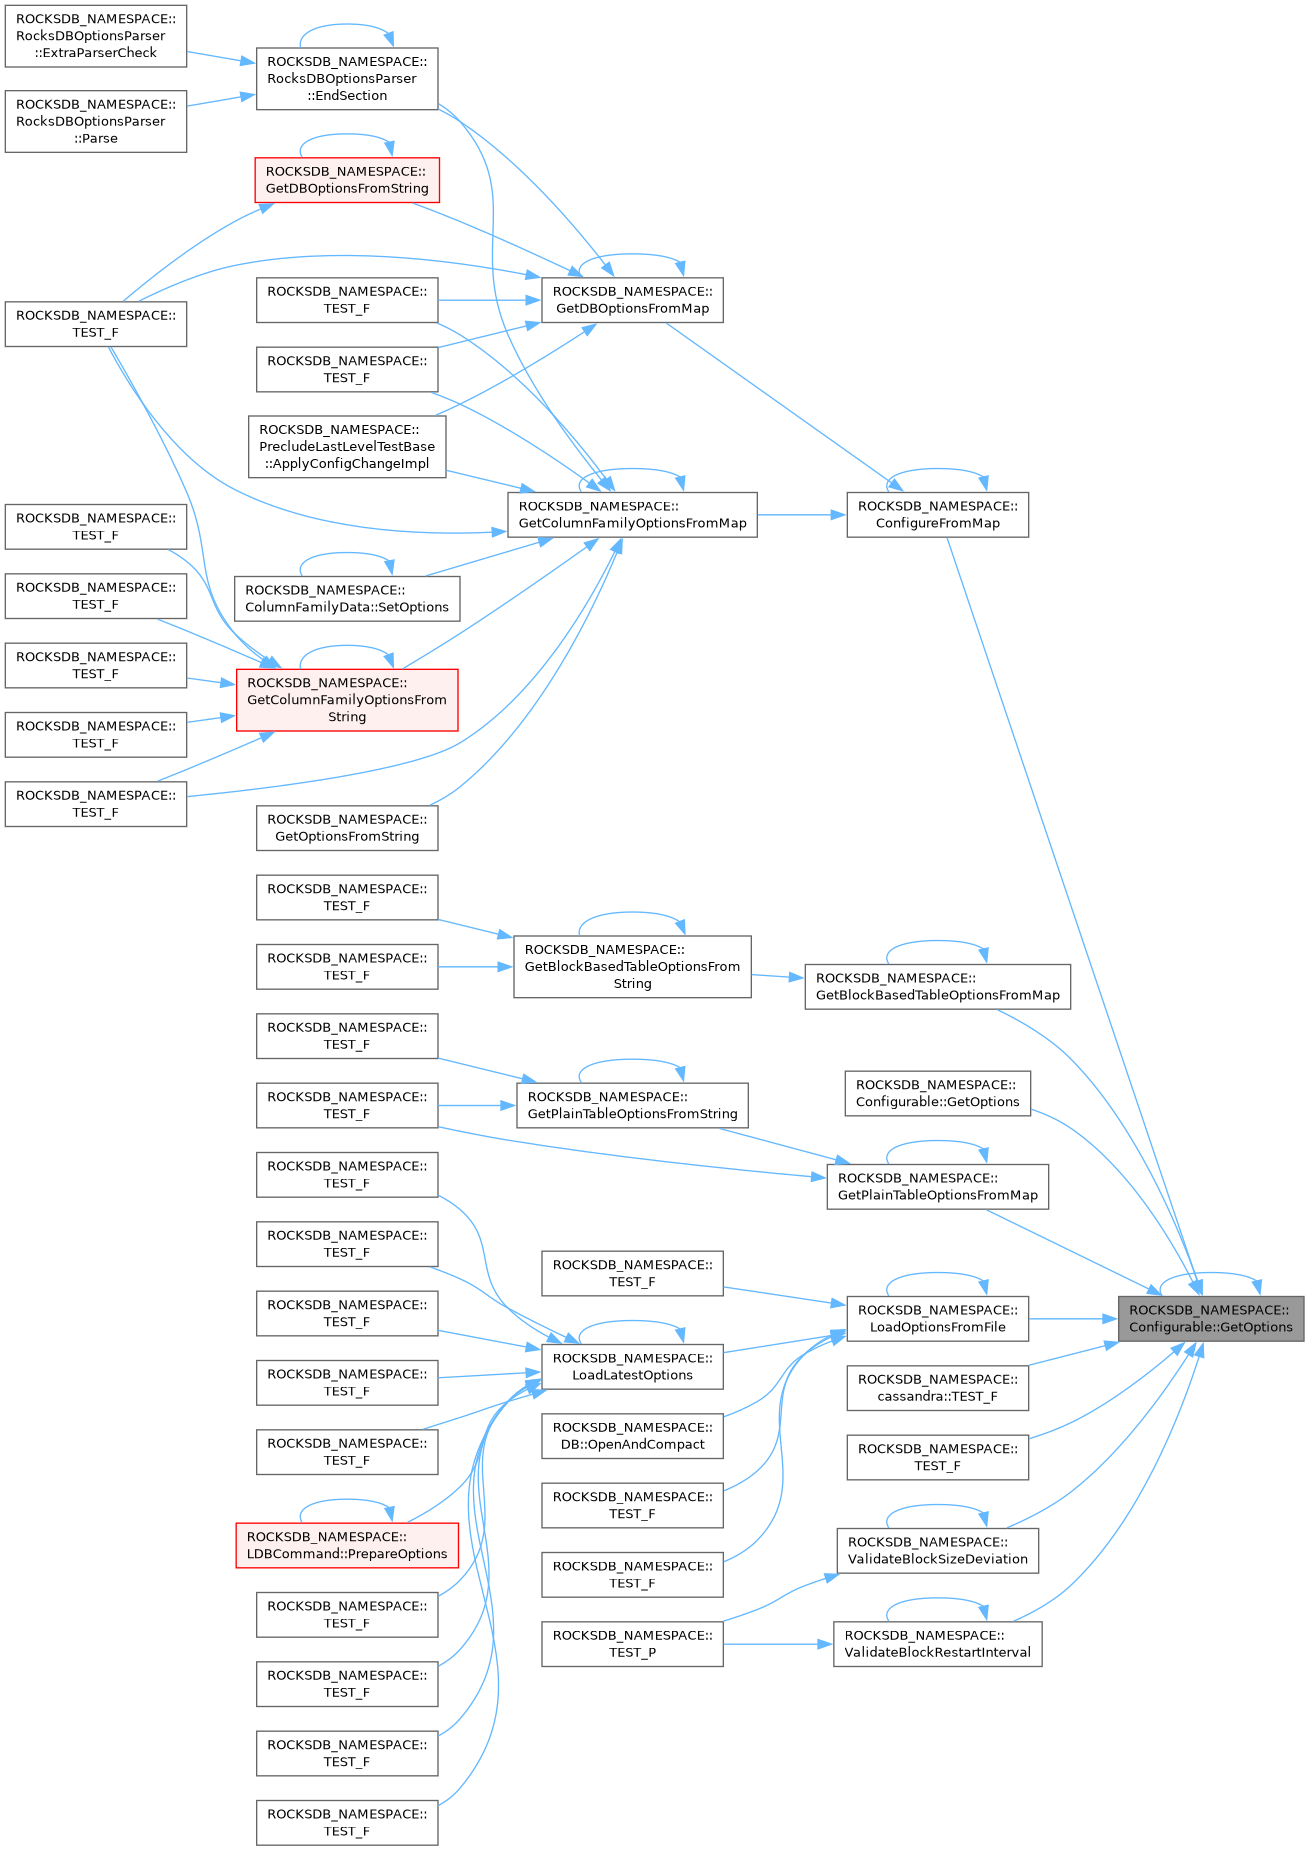 ROCKSDB_NAMESPACE::
RocksDBOptionsParser
::ExtraParserCheck
ROCKSDB_NAMESPACE::
RocksDBOptionsParser
::Parse
ROCKSDB_NAMESPACE::
TEST_F
ROCKSDB_NAMESPACE::
TEST_F
ROCKSDB_NAMESPACE::
TEST_F
ROCKSDB_NAMESPACE::
TEST_F
ROCKSDB_NAMESPACE::
TEST_F
ROCKSDB_NAMESPACE::
TEST_F
ROCKSDB_NAMESPACE::
RocksDBOptionsParser
::EndSection
ROCKSDB_NAMESPACE::
GetDBOptionsFromString
ROCKSDB_NAMESPACE::
TEST_F
ROCKSDB_NAMESPACE::
TEST_F
ROCKSDB_NAMESPACE::
PrecludeLastLevelTestBase
::ApplyConfigChangeImpl
ROCKSDB_NAMESPACE::
ColumnFamilyData::SetOptions
ROCKSDB_NAMESPACE::
GetColumnFamilyOptionsFrom
String
ROCKSDB_NAMESPACE::
GetOptionsFromString
ROCKSDB_NAMESPACE::
TEST_F
ROCKSDB_NAMESPACE::
TEST_F
ROCKSDB_NAMESPACE::
TEST_F
ROCKSDB_NAMESPACE::
TEST_F
ROCKSDB_NAMESPACE::
TEST_F
ROCKSDB_NAMESPACE::
TEST_F
ROCKSDB_NAMESPACE::
TEST_F
ROCKSDB_NAMESPACE::
TEST_F
ROCKSDB_NAMESPACE::
TEST_F
ROCKSDB_NAMESPACE::
LDBCommand::PrepareOptions
ROCKSDB_NAMESPACE::
TEST_F
ROCKSDB_NAMESPACE::
TEST_F
ROCKSDB_NAMESPACE::
TEST_F
ROCKSDB_NAMESPACE::
TEST_F
ROCKSDB_NAMESPACE::
GetDBOptionsFromMap
ROCKSDB_NAMESPACE::
GetColumnFamilyOptionsFromMap
ROCKSDB_NAMESPACE::
GetBlockBasedTableOptionsFrom
String
ROCKSDB_NAMESPACE::
GetPlainTableOptionsFromString
ROCKSDB_NAMESPACE::
TEST_F
ROCKSDB_NAMESPACE::
LoadLatestOptions
ROCKSDB_NAMESPACE::
DB::OpenAndCompact
ROCKSDB_NAMESPACE::
TEST_F
ROCKSDB_NAMESPACE::
TEST_F
ROCKSDB_NAMESPACE::
TEST_P
ROCKSDB_NAMESPACE::
ConfigureFromMap
ROCKSDB_NAMESPACE::
GetBlockBasedTableOptionsFromMap
ROCKSDB_NAMESPACE::
Configurable::GetOptions
ROCKSDB_NAMESPACE::
GetPlainTableOptionsFromMap
ROCKSDB_NAMESPACE::
LoadOptionsFromFile
ROCKSDB_NAMESPACE::
cassandra::TEST_F
ROCKSDB_NAMESPACE::
TEST_F
ROCKSDB_NAMESPACE::
ValidateBlockSizeDeviation
ROCKSDB_NAMESPACE::
ValidateBlockRestartInterval
ROCKSDB_NAMESPACE::
Configurable::GetOptions